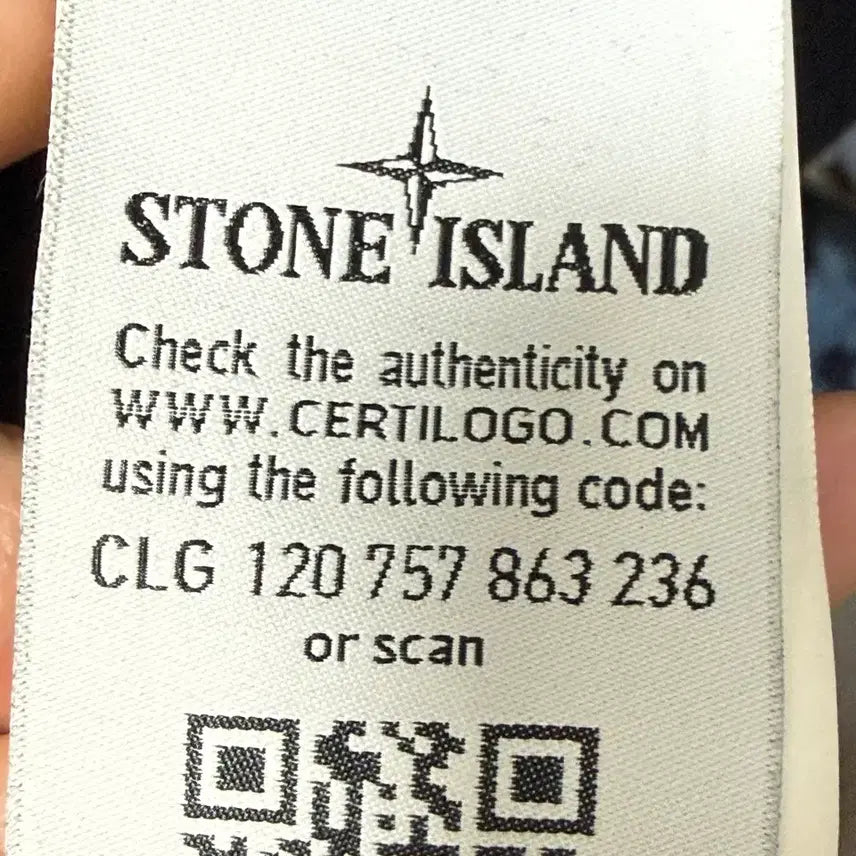 STONE ISLAND
Check the authenticity on
WWW.CERTILOGO.COM
using the following code:
CLG 120 757 863 236
or scan